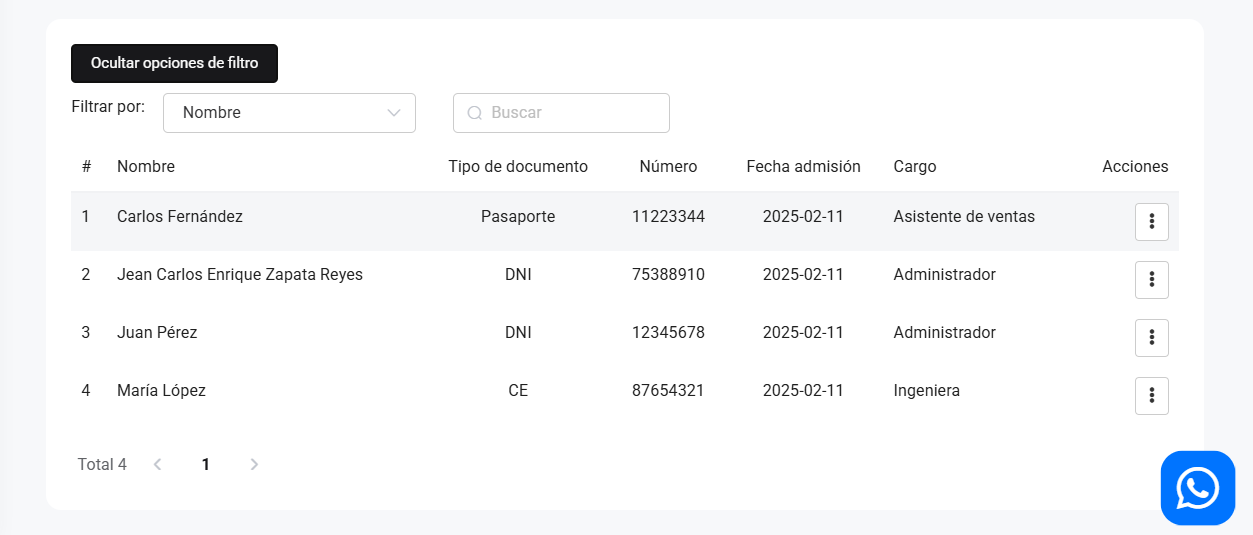 Ocultar opciones de filtro
Filtrar por: Nombre Buscar
# Nombre Tipo de documento Número Fecha admisión Cargo Acciones
1 Carlos Fernández Pasaporte 11223344 2025-02-11 Asistente de ventas
2 Jean Carlos Enrique Zapata Reyes DNI 75388910 2025-02-11 Administrador
3 Juan Pérez DNI 12345678 2025-02-11 Administrador
4 María López CE 87654321 2025-02-11 Ingeniera
Total 4 1